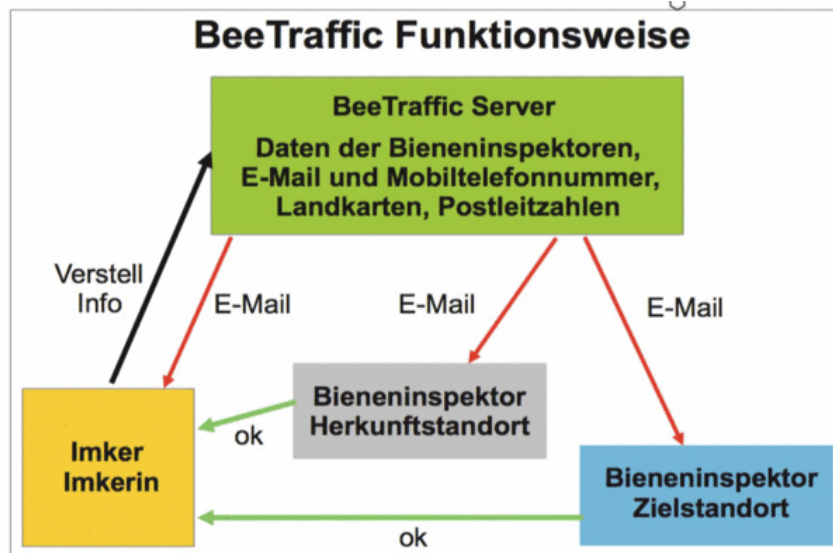 BeeTraffic Funktionsweise
BeeTraffic Server
Daten der Bieneninspektoren,
E-Mail und Mobiltelefonnummer,
Landkarten, Postleitzahlen
Verstell
Info
E-Mail
E-Mail
E-Mail
Bieneninspektor
Herkunftstandort
ok
Imker
Imkerin
Bieneninspektor
Zielstandort
ok